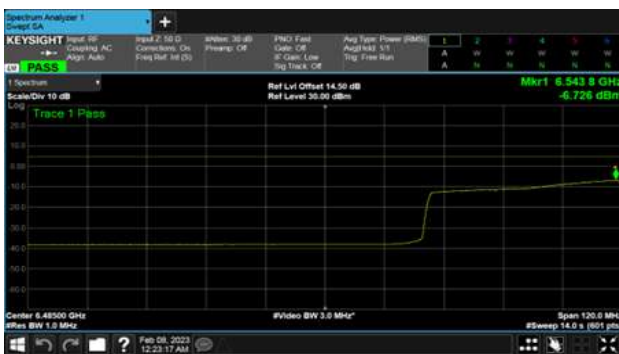 Spectrum Analyzer 1
Swept SA
KEYSIGHT Input: RF Input Z: 50 Ω #Atten: 30 dB PNO: Fast Avg Type: Power (RMS) 1 2 3 4 5 6
Coupling: AC Corrections: On Preamp: Off Gate: Off Avg|Hold: 1/1 A W W W W W
Align: Auto Freq Ref: Int (S) IF Gain: Low Trig: Free Run
Sig Track: Off A N N N N N
PASS
1 Spectrum
Ref Lvl Offset 14.50 dB Mkr1 6.543 8 GHz
Scale/Div 10 dB Ref Level 30.00 dBm -6.726 dBm
Log
Trace 1 Pass
20.0
10.0
0.00
-10.0
-20.0
-30.0
-40.0
-50.0
-60.0
Center 6.48500 GHz #Video BW 3.0 MHz* Span 120.0 MHz
#Res BW 1.0 MHz #Sweep 14.0 s (601 pts)
? Feb 08, 2023
12:23:17 AM